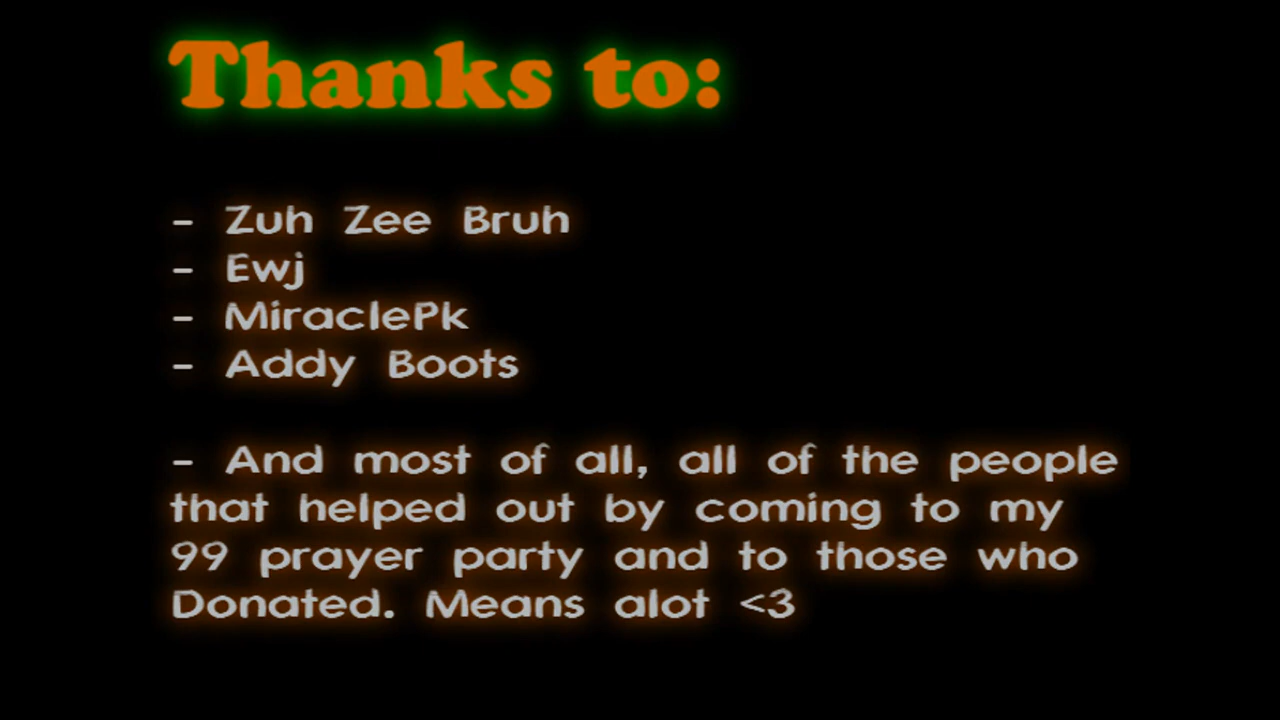 Thanks to:
- Zuh Zee Bruh
- Ewj
- MiraclePk
- Addy Boots
- And most of all, all of the people
that helped out by coming to my
99 prayer party and to those who
Donated. Means alot <3